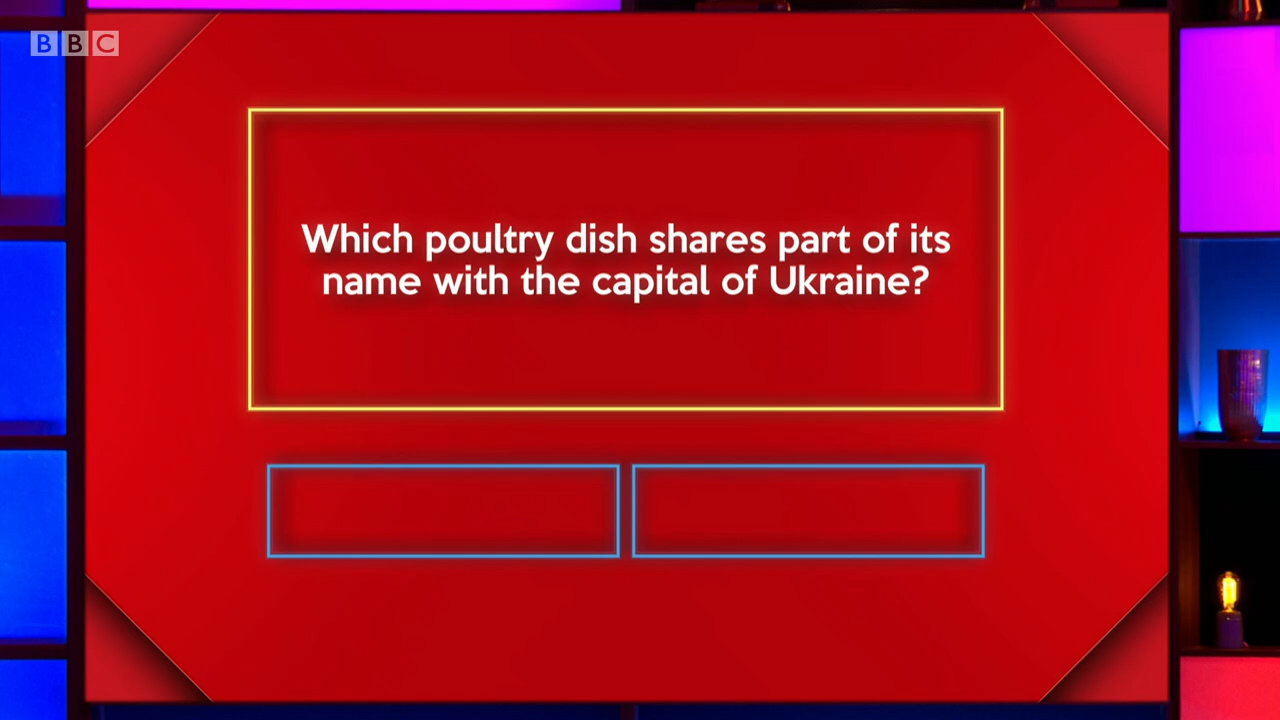 BBC
Which poultry dish shares part of its
name with the capital of Ukraine?